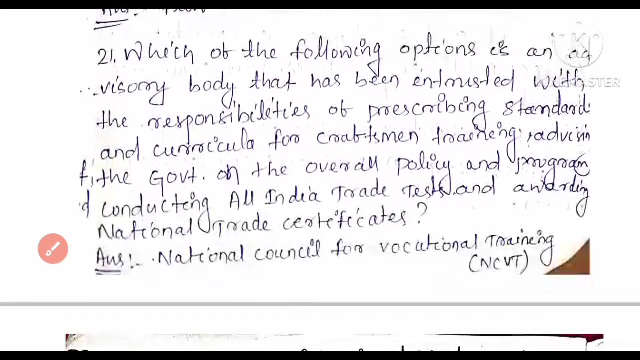 21. Which of the following options is an ad
visory body that has been entrusted with
the responsibilities of prescribing standard
and curricula for craftsmen training, advisin
the Govt. on the overall policy and program
conducting All India Trade Tests and awarding
National Trade certificates?
Ans:- National council for vocational Training
(NCVT)